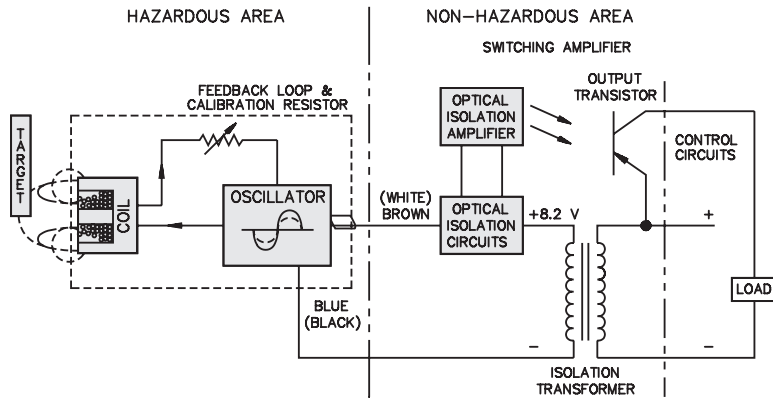 HAZARDOUS AREA
NON-HAZARDOUS AREA
SWITCHING AMPLIFIER
FEEDBACK LOOP &
CALIBRATION RESISTOR
OUTPUT
TRANSISTOR
OPTICAL
ISOLATION
AMPLIFIER
CONTROL
CIRCUITS
TARGET
COIL
OSCILLATOR
(WHITE)
BROWN
OPTICAL
ISOLATION
CIRCUITS
+8.2 V
+
LOAD
BLUE
(BLACK)
–
–
ISOLATION
TRANSFORMER